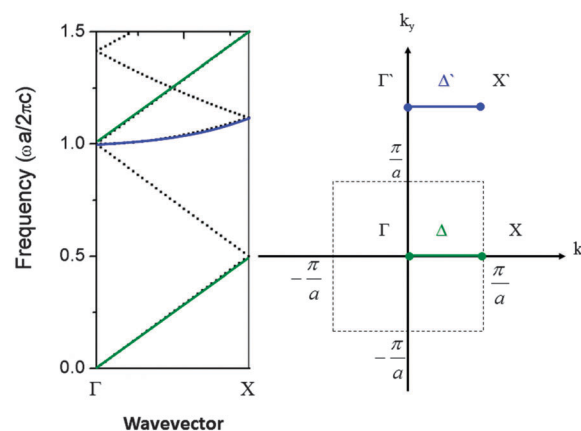 Frequency (ωa/2πc)
1.5
1.0
0.5
0.0
Γ
X
Wavevector
k_y
Γ`
Δ`
X`
π/a
Γ
Δ
X
k
-π/a
π/a
-π/a